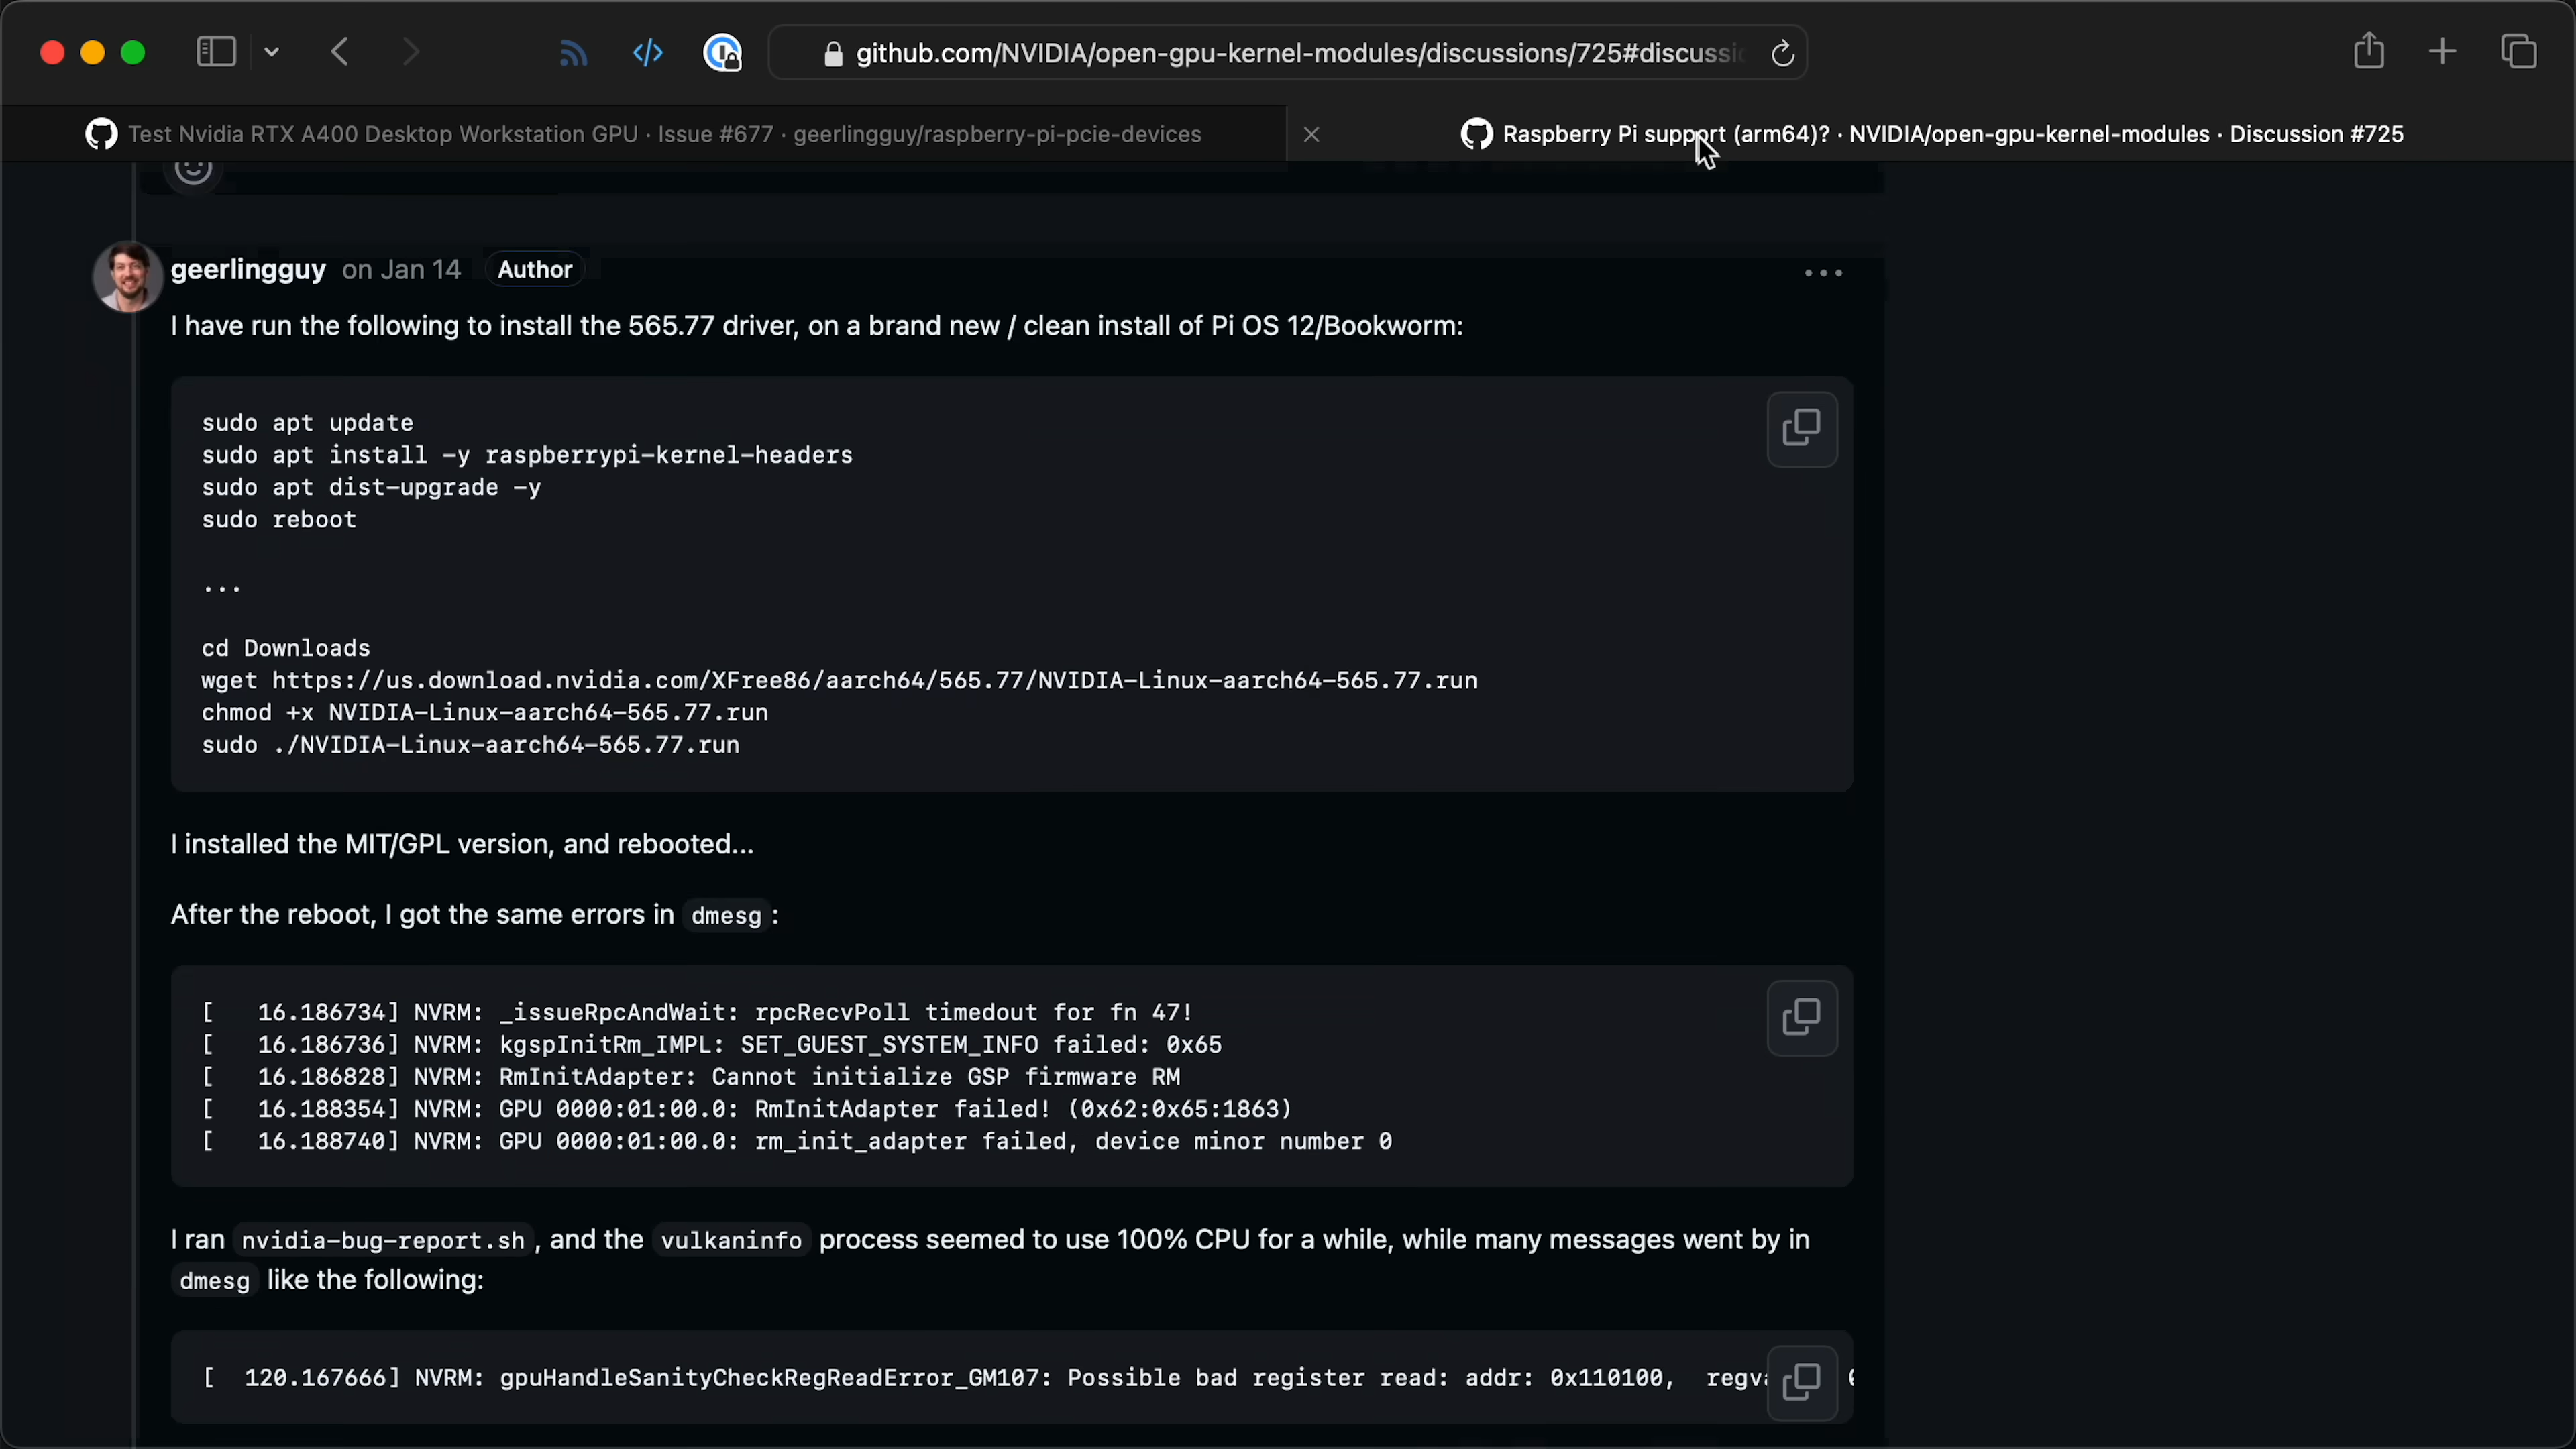 github.com/NVIDIA/open-gpu-kernel-modules/discussions/725#discussi
Test Nvidia RTX A400 Desktop Workstation GPU · Issue #677 · geerlingguy/raspberry-pi-pcie-devices
Raspberry Pi support (arm64)? · NVIDIA/open-gpu-kernel-modules · Discussion #725
geerlingguy on Jan 14 Author
I have run the following to install the 565.77 driver, on a brand new / clean install of Pi OS 12/Bookworm:
sudo apt update
sudo apt install -y raspberrypi-kernel-headers
sudo apt dist-upgrade -y
sudo reboot
...
cd Downloads
wget https://us.download.nvidia.com/XFree86/aarch64/565.77/NVIDIA-Linux-aarch64-565.77.run
chmod +x NVIDIA-Linux-aarch64-565.77.run
sudo ./NVIDIA-Linux-aarch64-565.77.run
I installed the MIT/GPL version, and rebooted...
After the reboot, I got the same errors in dmesg :
[   16.186734] NVRM: _issueRpcAndWait: rpcRecvPoll timedout for fn 47!
[   16.186736] NVRM: kgspInitRm_IMPL: SET_GUEST_SYSTEM_INFO failed: 0x65
[   16.186828] NVRM: RmInitAdapter: Cannot initialize GSP firmware RM
[   16.188354] NVRM: GPU 0000:01:00.0: RmInitAdapter failed! (0x62:0x65:1863)
[   16.188740] NVRM: GPU 0000:01:00.0: rm_init_adapter failed, device minor number 0
I ran nvidia-bug-report.sh , and the vulkaninfo process seemed to use 100% CPU for a while, while many messages went by in
dmesg like the following:
[  120.167666] NVRM: gpuHandleSanityCheckRegReadError_GM107: Possible bad register read: addr: 0x110100,  regva